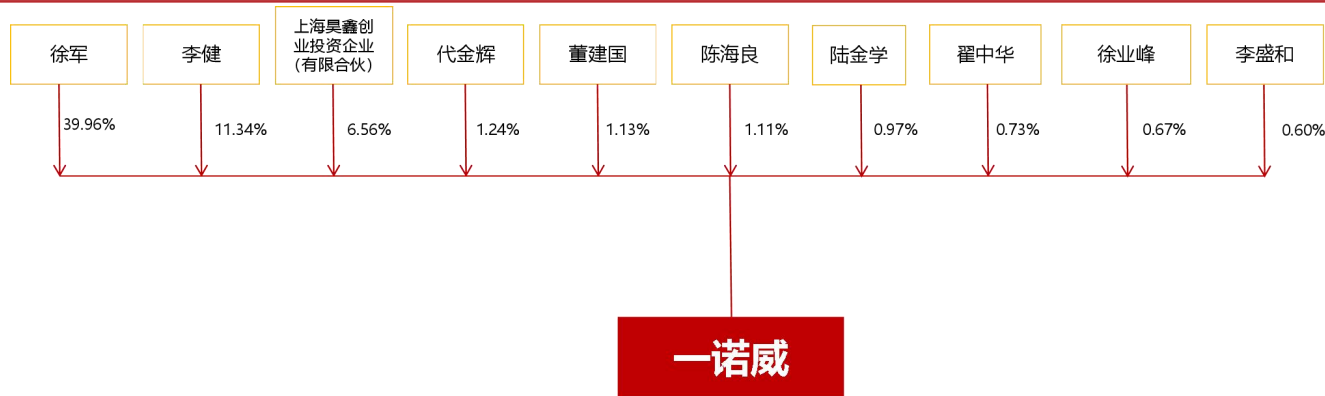 徐军
李健
上海昊鑫创
业投资企业
（有限合伙）
代金辉
董建国
陈海良
陆金学
翟中华
徐业峰
李盛和
39.96%
11.34%
6.56%
1.24%
1.13%
1.11%
0.97%
0.73%
0.67%
0.60%
一诺威